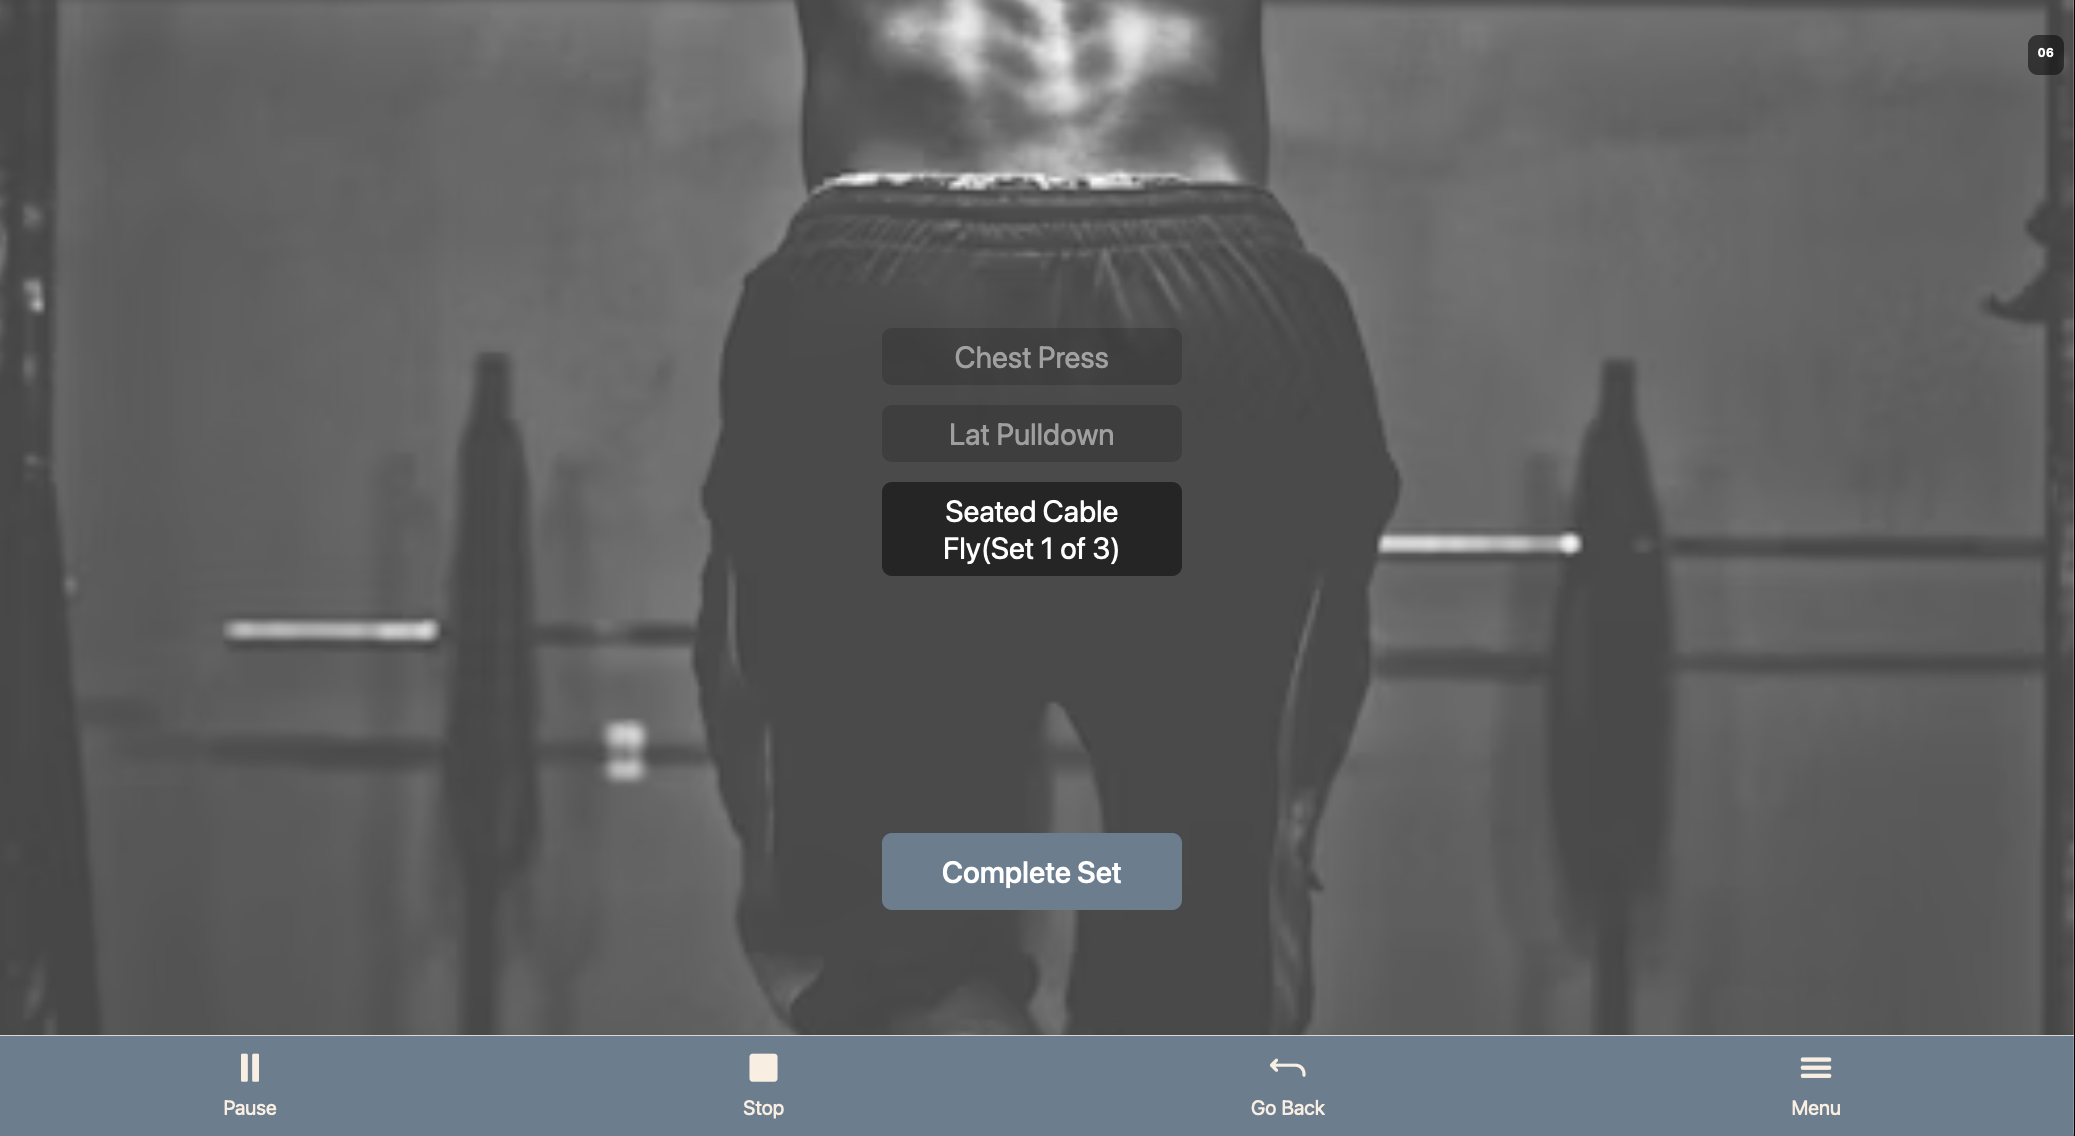 06
Chest Press
Lat Pulldown
Seated Cable
Fly(Set 1 of 3)
Complete Set
Pause
Stop
Go Back
Menu